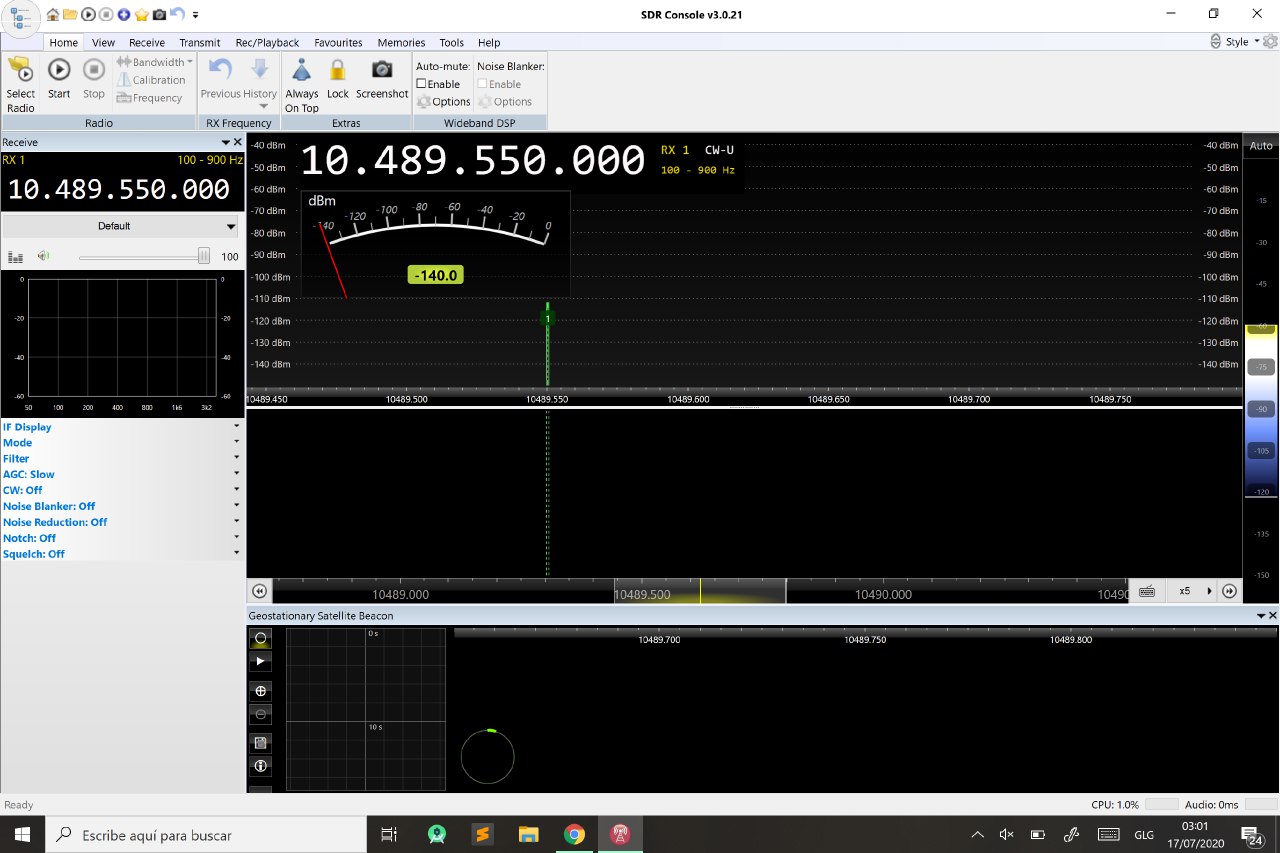 SDR Console v3.0.21
Home View Receive Transmit Rec/Playback Favourites Memories Tools Help
Style
Select Radio
Start
Stop
Bandwidth
Calibration
Frequency
Radio
Previous History
RX Frequency
Always On Top
Lock
Screenshot
Extras
Auto-mute:
Enable
Options
Noise Blanker:
Enable
Options
Wideband DSP
Receive
RX 1 100 - 900 Hz
10.489.550.000
Default
100
0 0
-20 -20
-40 -40
-60 -60
50 100 200 400 800 1k6 3k2
IF Display
Mode
Filter
AGC: Slow
CW: Off
Noise Blanker: Off
Noise Reduction: Off
Notch: Off
Squelch: Off
10.489.550.000
RX 1 CW-U
100 - 900 Hz
dBm
-140 -120 -100 -80 -60 -40 -20 0
-140.0
-40 dBm -40 dBm
-50 dBm -50 dBm
-60 dBm -60 dBm
-70 dBm -70 dBm
-80 dBm -80 dBm
-90 dBm -90 dBm
-100 dBm -100 dBm
-110 dBm -110 dBm
1
-120 dBm -120 dBm
-130 dBm -130 dBm
-140 dBm -140 dBm
10489.450 10489.500 10489.550 10489.600 10489.650 10489.700 10489.750
Auto
-15
-30
-45
-60
-75
-90
-105
-120
-135
-150
10489.000 10489.500 10490.000 10490
x5
Geostationary Satellite Beacon
0 s
10 s
10489.700 10489.750 10489.800
Ready
CPU: 1.0% Audio: 0ms
Escribe aquí para buscar
GLG
03:01
17/07/2020
24